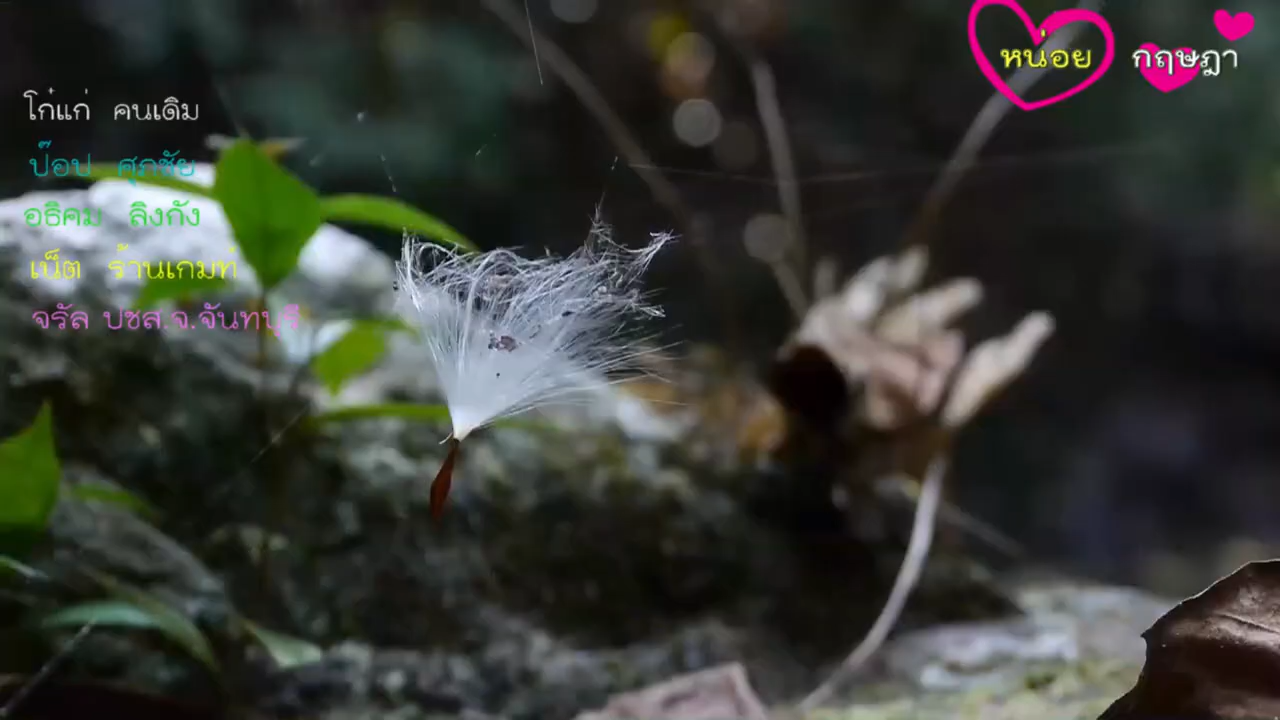 หน่อย กฤษฎา
โก๋แก่ คนเดิม
ป๊อป ศุภชัย
อธิคม ลิงกัง
เน็ต ร้านเกมท์
จรัล ปชส.จ.จันทบุรี